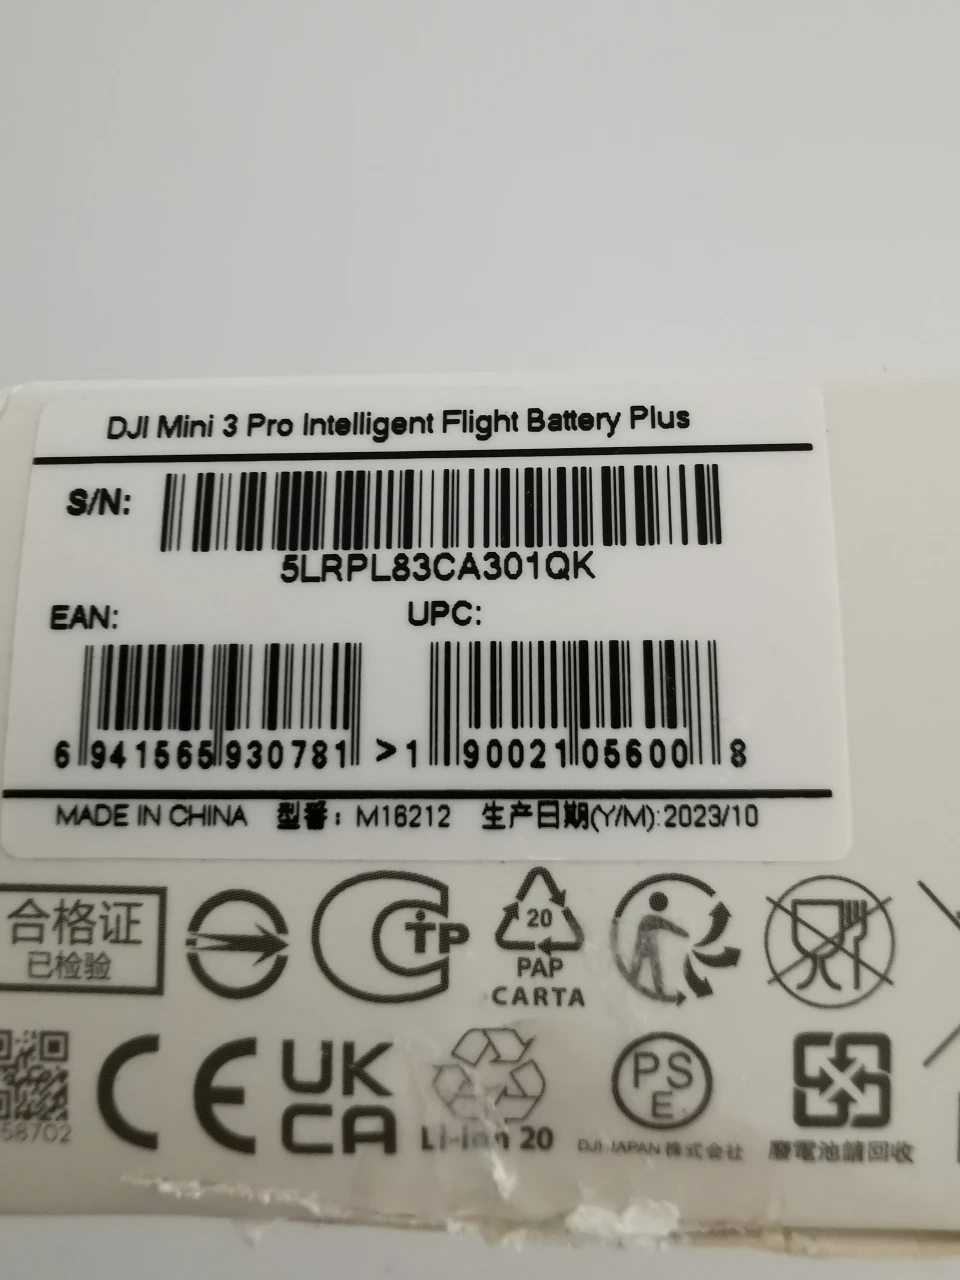 DJI Mini 3 Pro Intelligent Flight Battery Plus
S/N:
5LRPL83CA301QK
EAN: UPC:
6 941565 930781 > 1 90021 05600 8
MADE IN CHINA 型番：M16212 生产日期(Y/M):2023/10
合格证
已检验
20
PAP
CARTA
CE UK CA
58702
Li-ion 20
PS E
DJI JAPAN 株式会社
廢電池請回收